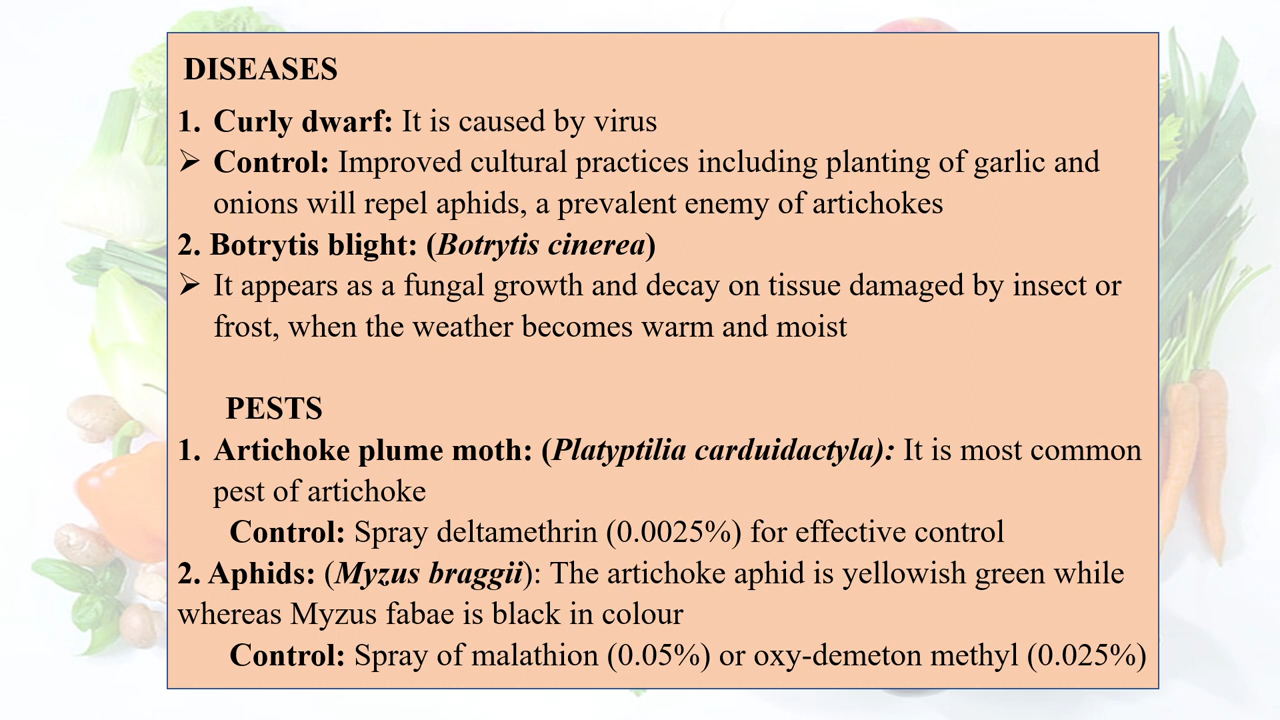 DISEASES
1. Curly dwarf: It is caused by virus
➢ Control: Improved cultural practices including planting of garlic and
onions will repel aphids, a prevalent enemy of artichokes
2. Botrytis blight: (Botrytis cinerea)
➢ It appears as a fungal growth and decay on tissue damaged by insect or
frost, when the weather becomes warm and moist
PESTS
1. Artichoke plume moth: (Platyptilia carduidactyla): It is most common
pest of artichoke
Control: Spray deltamethrin (0.0025%) for effective control
2. Aphids: (Myzus braggii): The artichoke aphid is yellowish green while
whereas Myzus fabae is black in colour
Control: Spray of malathion (0.05%) or oxy-demeton methyl (0.025%)